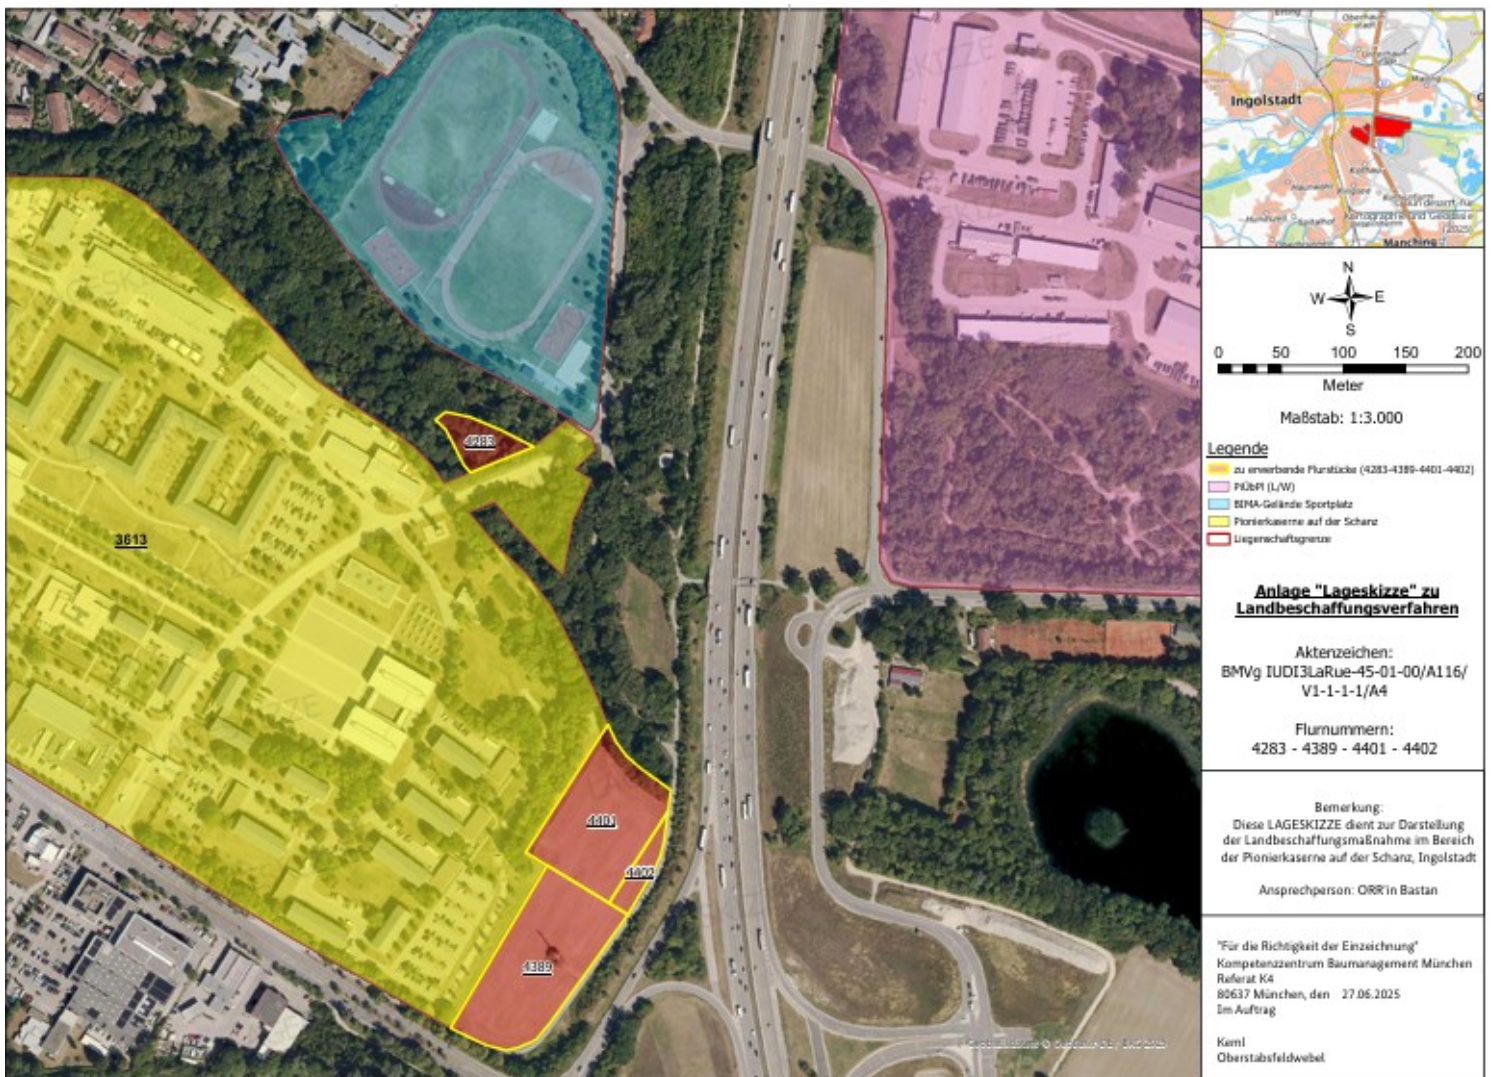 4283
3613
4401
4402
4389
Ingolstadt
Kothau
Manching
N
W E
S
0 50 100 150 200
Meter
Maßstab: 1:3.000
Legende
zu erwerbende Flurstücke (4283-4389-4401-4402)
PiÜbPl (L/W)
BIMA-Gelände Sportplatz
Pionierkaserne auf der Schanz
Liegenschaftsgrenze
Anlage "Lageskizze" zu
Landbeschaffungsverfahren
Aktenzeichen:
BMVg IUDI3LaRue-45-01-00/A116/
V1-1-1-1/A4
Flurnummern:
4283 - 4389 - 4401 - 4402
Bemerkung:
Diese LAGESKIZZE dient zur Darstellung
der Landbeschaffungsmaßnahme im Bereich
der Pionierkaserne auf der Schanz, Ingolstadt
Ansprechperson: ORR'in Bastan
"Für die Richtigkeit der Einzeichnung"
Kompetenzzentrum Baumanagement München
Referat K4
80637 München, den 27.06.2025
Im Auftrag
Keml
Oberstabsfeldwebel